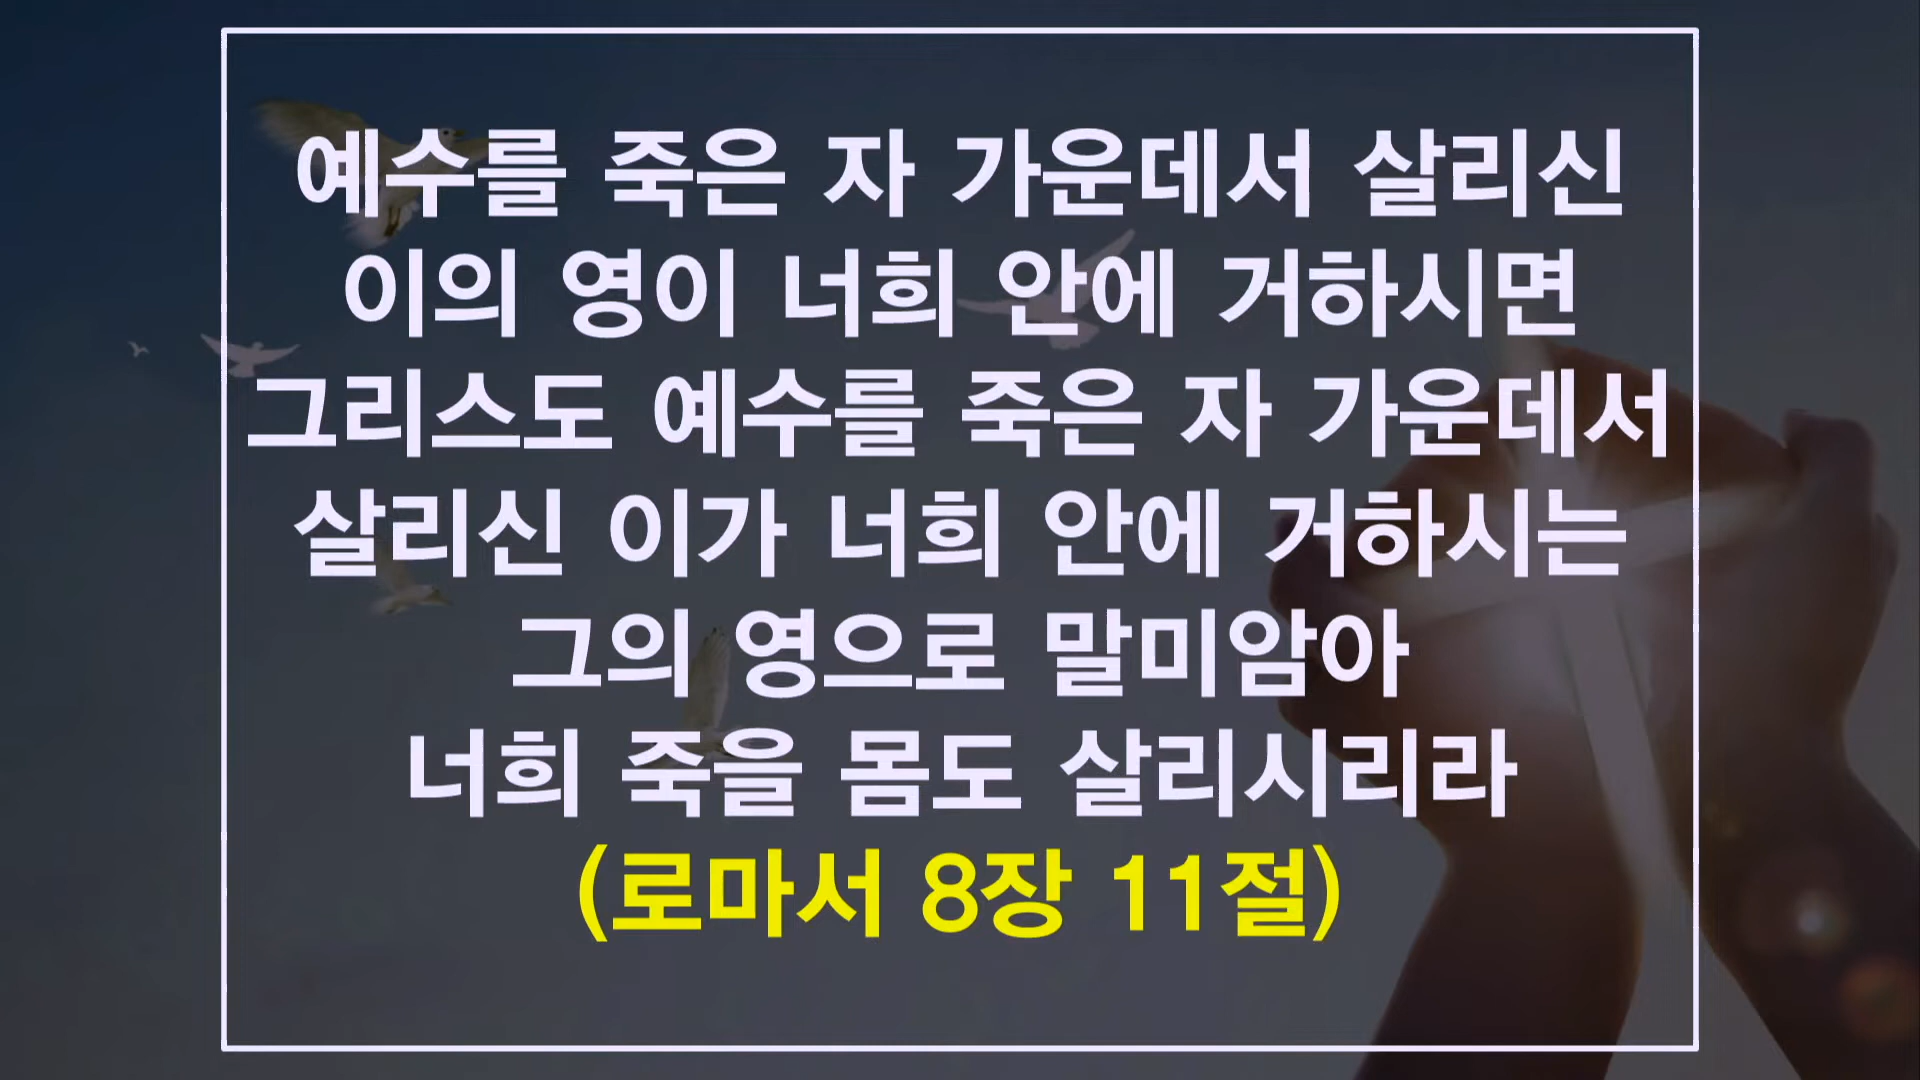 예수를 죽은 자 가운데서 살리신
이의 영이 너희 안에 거하시면
그리스도 예수를 죽은 자 가운데서
살리신 이가 너희 안에 거하시는
그의 영으로 말미암아
너희 죽을 몸도 살리시리라
(로마서 8장 11절)